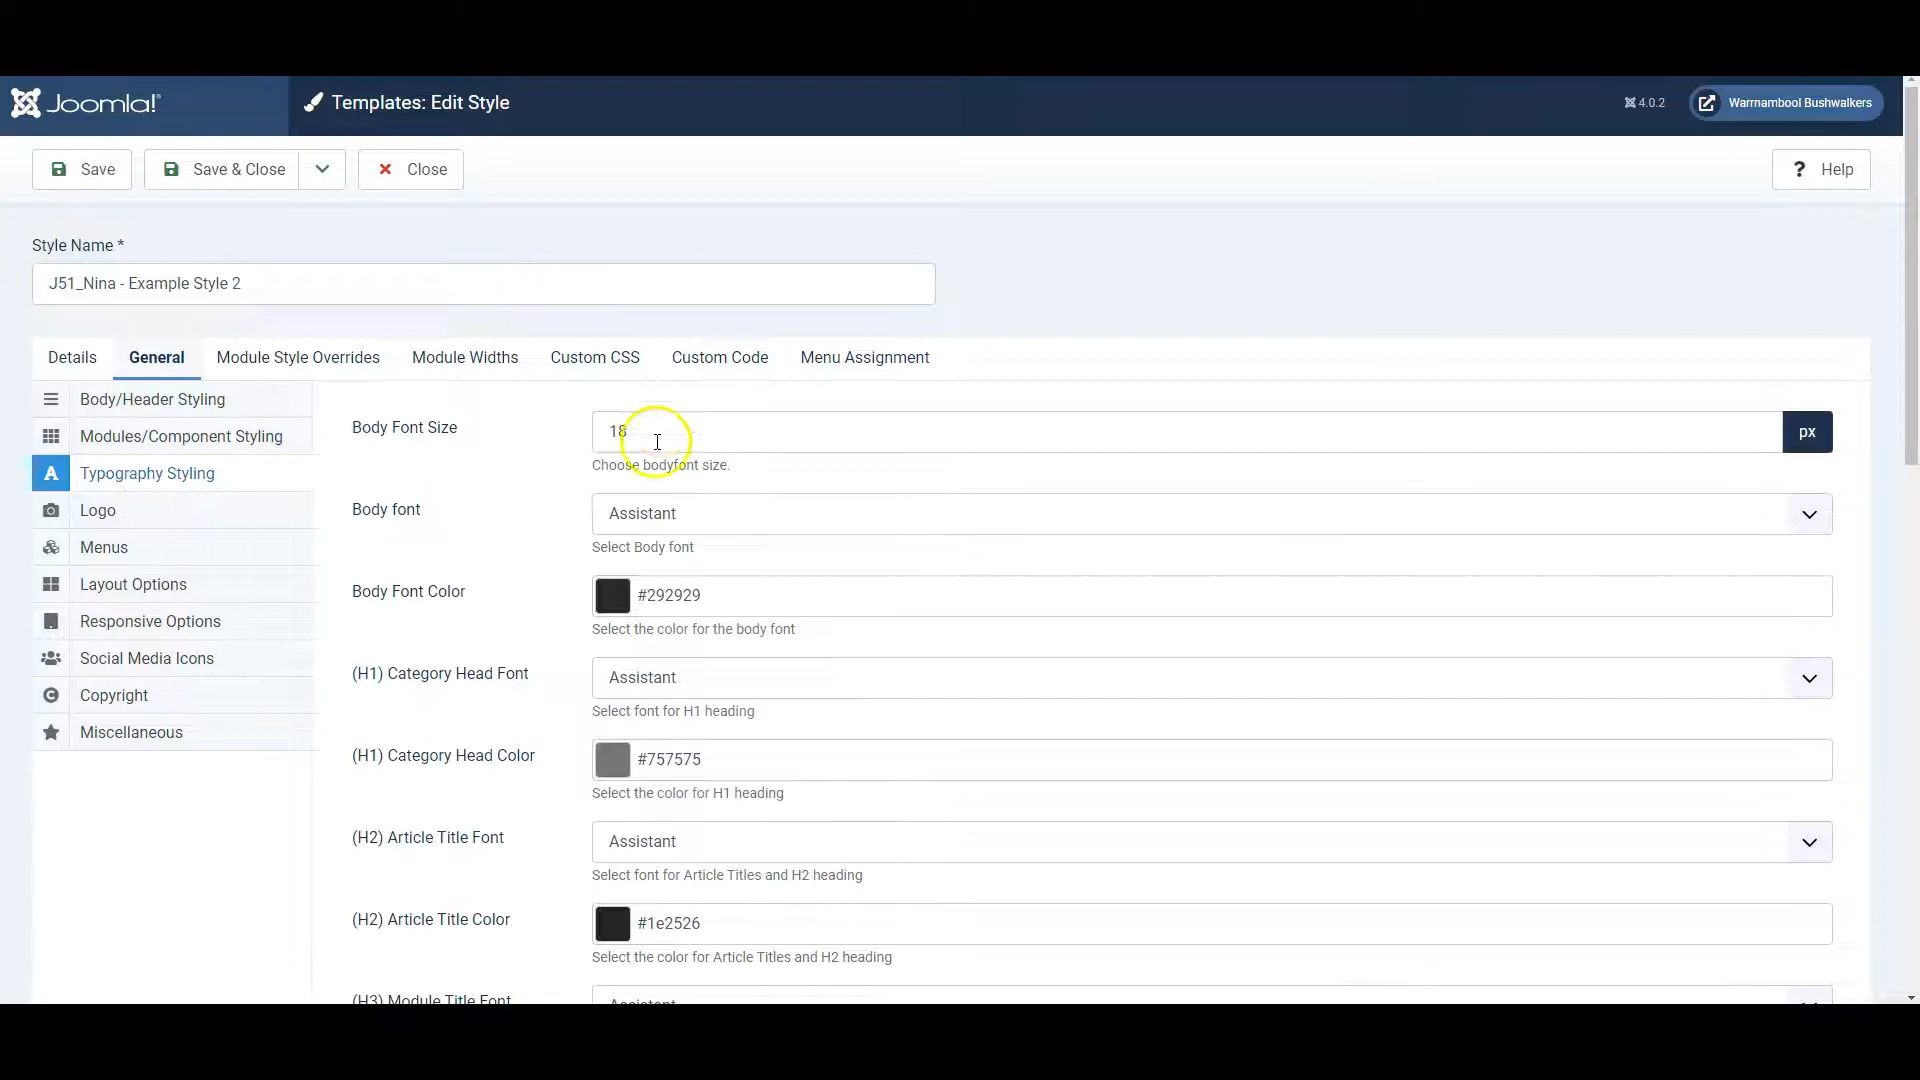 Joomla!®
Templates: Edit Style
4.0.2
Warrnambool Bushwalkers
Save
Save & Close
Close
? Help
Style Name *
J51_Nina - Example Style 2
Details
General
Module Style Overrides
Module Widths
Custom CSS
Custom Code
Menu Assignment
Body/Header Styling
Modules/Component Styling
A Typography Styling
Logo
Menus
Layout Options
Responsive Options
Social Media Icons
Copyright
Miscellaneous
Body Font Size
18
px
Choose bodyfont size.
Body font
Assistant
Select Body font
Body Font Color
#292929
Select the color for the body font
(H1) Category Head Font
Assistant
Select font for H1 heading
(H1) Category Head Color
#757575
Select the color for H1 heading
(H2) Article Title Font
Assistant
Select font for Article Titles and H2 heading
(H2) Article Title Color
#1e2526
Select the color for Article Titles and H2 heading
(H3) Module Title Font
Assistant